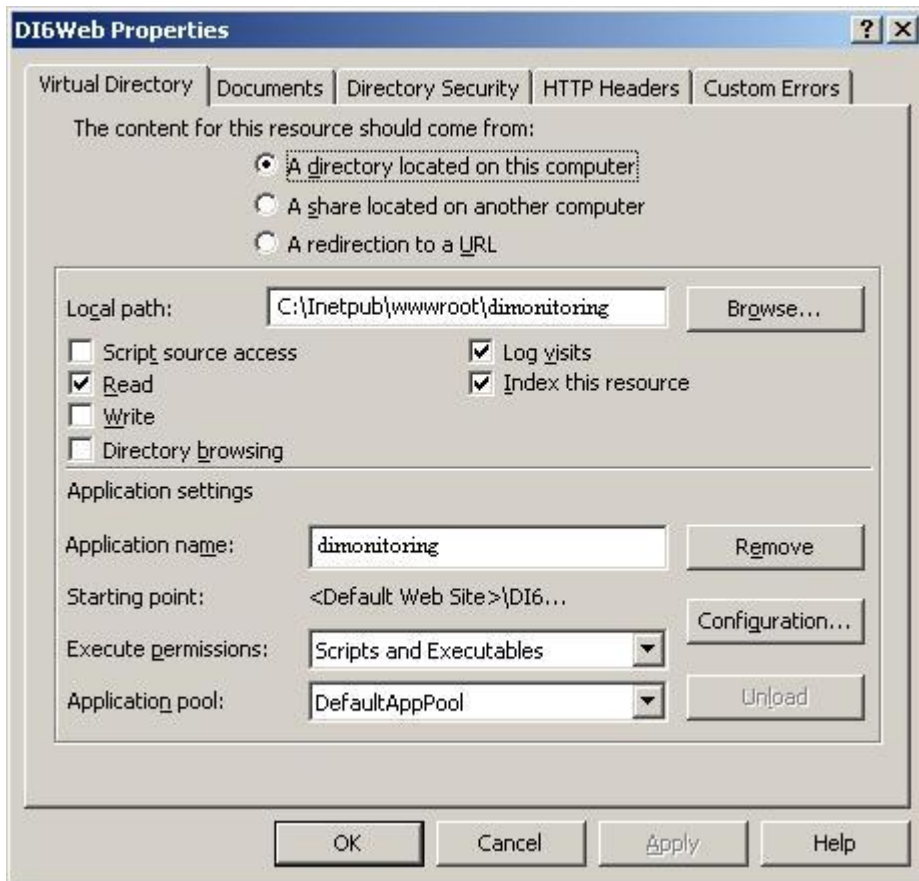 DI6Web Properties
Virtual Directory Documents Directory Security HTTP Headers Custom Errors
The content for this resource should come from:
A directory located on this computer
A share located on another computer
A redirection to a URL
Local path: C:\Inetpub\wwwroot\dimonitoring Browse...
Script source access Log visits
Read Index this resource
Write
Directory browsing
Application settings
Application name: dimonitoring Remove
Starting point: <Default Web Site>\DI6...
Configuration...
Execute permissions: Scripts and Executables
Application pool: DefaultAppPool Unload
OK Cancel Apply Help